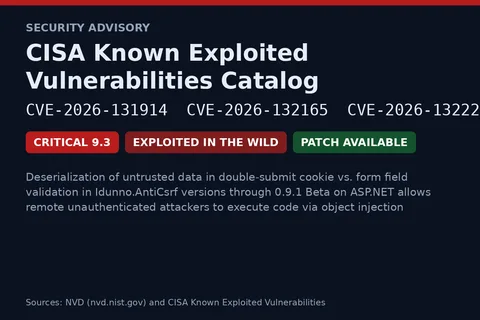 SECURITY ADVISORY
CISA Known Exploited
Vulnerabilities Catalog
CVE-2026-131914 CVE-2026-132165 CVE-2026-13222
CRITICAL 9.3 EXPLOITED IN THE WILD PATCH AVAILABLE
Deserialization of untrusted data in double-submit cookie vs. form field
validation in Idunno.AntiCsrf versions through 0.9.1 Beta on ASP.NET allows
remote unauthenticated attackers to execute code via object injection
Sources: NVD (nvd.nist.gov) and CISA Known Exploited Vulnerabilities